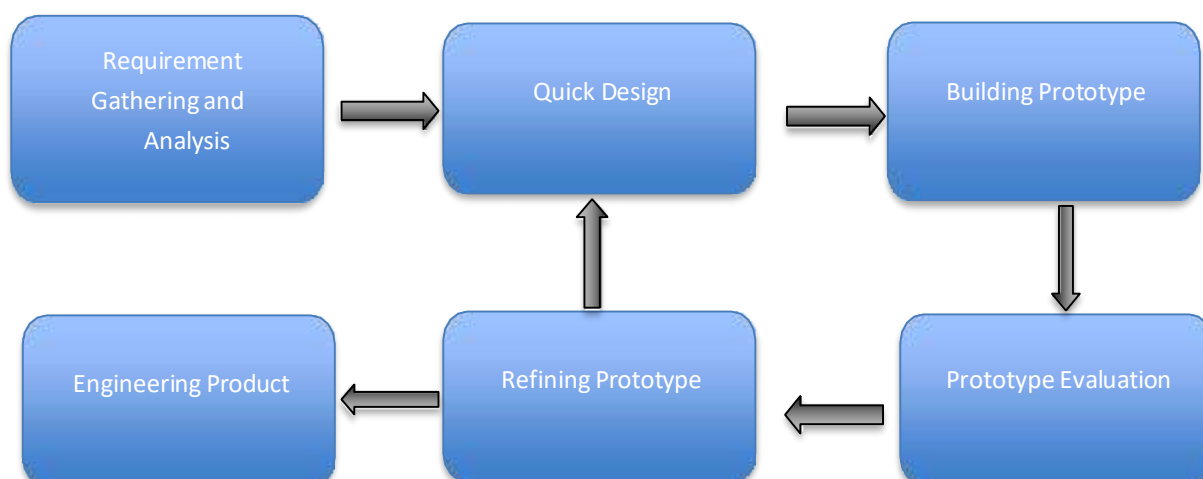 Requirement
Gathering and
Analysis
Quick Design
Building Prototype
Engineering Product
Refining Prototype
Prototype Evaluation